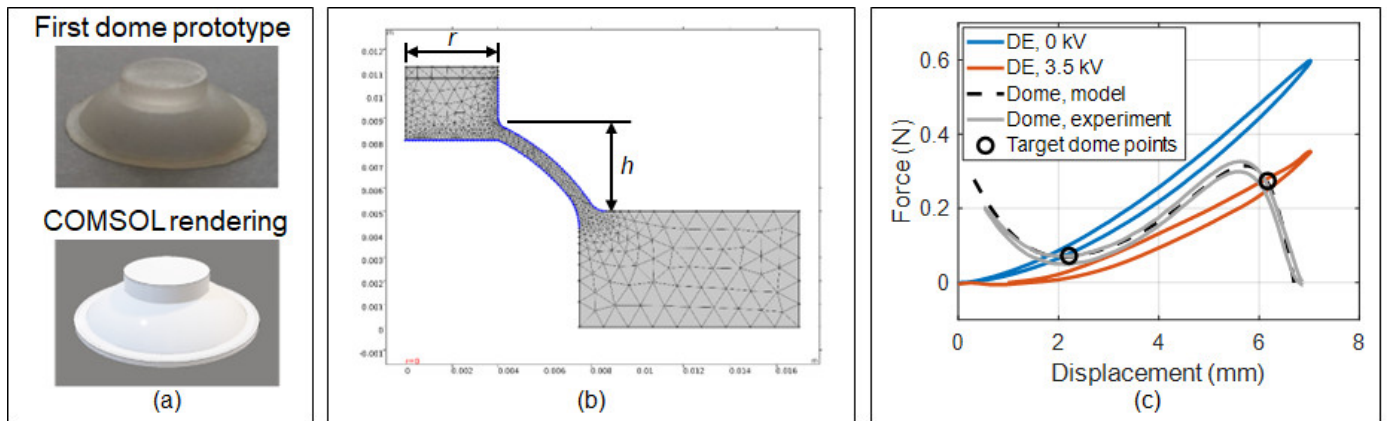 First dome prototype
COMSOL rendering
(a)
r
h
0.012
0.011
0.01
0.009
0.008
0.007
0.006
0.005
0.004
0.003
0.002
0.001
0
-0.001
r=0
0 0.002 0.004 0.006 0.008 0.01 0.012 0.014 0.016
(b)
DE, 0 kV
DE, 3.5 kV
Dome, model
Dome, experiment
Target dome points
Force (N)
0.6
0.4
0.2
0
0 2 4 6 8
Displacement (mm)
(c)